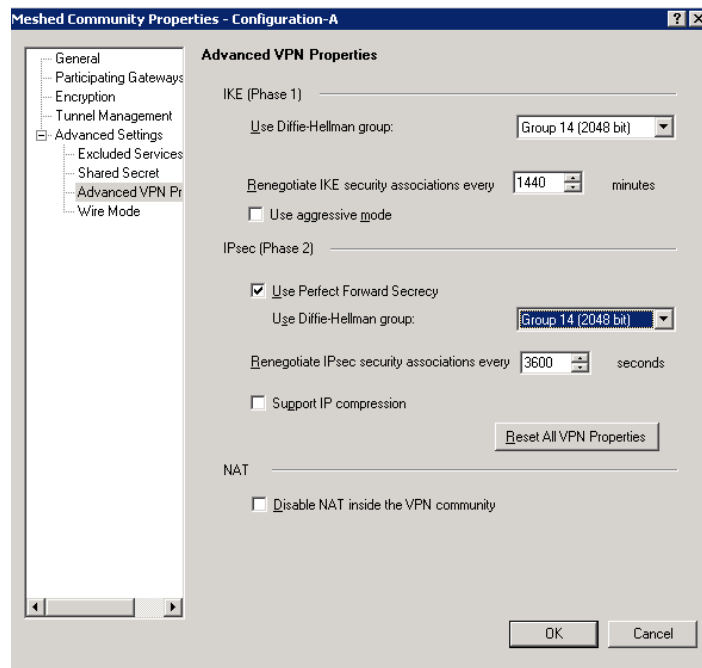 Meshed Community Properties - Configuration-A
General
Participating Gateways
Encryption
Tunnel Management
Advanced Settings
Excluded Services
Shared Secret
Advanced VPN Pr
Wire Mode
Advanced VPN Properties
IKE (Phase 1)
Use Diffie-Hellman group: Group 14 (2048 bit)
Renegotiate IKE security associations every 1440 minutes
Use aggressive mode
IPsec (Phase 2)
Use Perfect Forward Secrecy
Use Diffie-Hellman group: Group 14 (2048 bit)
Renegotiate IPsec security associations every 3600 seconds
Support IP compression
Reset All VPN Properties
NAT
Disable NAT inside the VPN community
OK Cancel